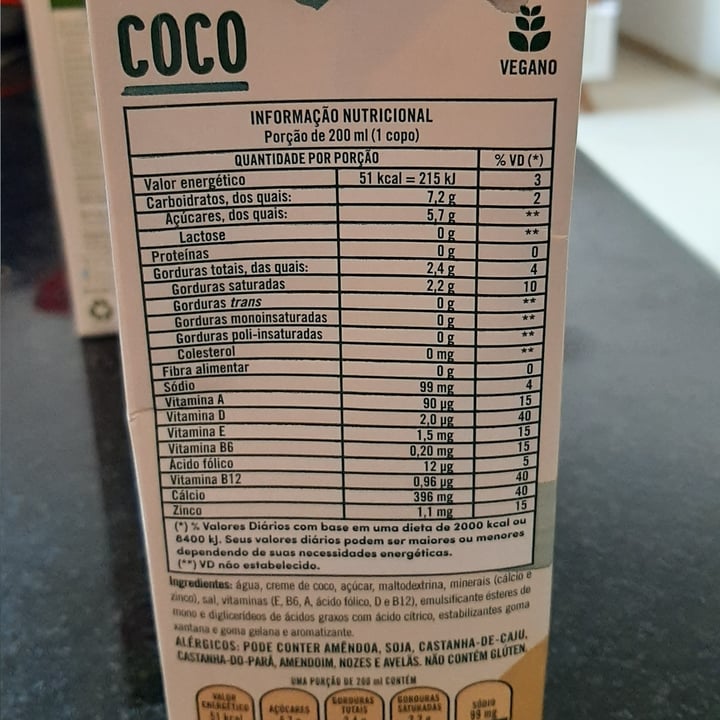 COCO
VEGANO
INFORMAÇÃO NUTRICIONAL
Porção de 200 ml (1 copo)
QUANTIDADE POR PORÇÃO % VD (*)
Valor energético 51 kcal = 215 kJ 3
Carboidratos, dos quais: 7,2 g 2
Açúcares, dos quais: 5,7 g **
Lactose 0 g **
Proteínas 0 g 0
Gorduras totais, das quais: 2,4 g 4
Gorduras saturadas 2,2 g 10
Gorduras trans 0 g **
Gorduras monoinsaturadas 0 g **
Gorduras poli-insaturadas 0 g **
Colesterol 0 mg **
Fibra alimentar 0 g 0
Sódio 99 mg 4
Vitamina A 90 µg 15
Vitamina D 2,0 µg 40
Vitamina E 1,5 mg 15
Vitamina B6 0,20 mg 15
Ácido fólico 12 µg 5
Vitamina B12 0,96 µg 40
Cálcio 396 mg 40
Zinco 1,1 mg 15
(*) % Valores Diários com base em uma dieta de 2000 kcal ou
8400 kJ. Seus valores diários podem ser maiores ou menores
dependendo de suas necessidades energéticas.
(**) VD não estabelecido.
Ingredientes: água, creme de coco, açúcar, maltodextrina, minerais (cálcio e
zinco), sal, vitaminas (E, B6, A, ácido fólico, D e B12), emulsificante ésteres de
mono e diglicerídeos de ácidos graxos com ácido cítrico, estabilizantes goma
xantana e goma gelana e aromatizante.
ALÉRGICOS: PODE CONTER AMÊNDOA, SOJA, CASTANHA-DE-CAJU,
CASTANHA-DO-PARÁ, AMENDOIM, NOZES E AVELÃS. NÃO CONTÉM GLÚTEN.
UMA PORÇÃO DE 200 ml CONTÉM
VALOR ENERGÉTICO AÇÚCARES GORDURAS TOTAIS GORDURAS SATURADAS SÓDIO
51 kcal 99 mg